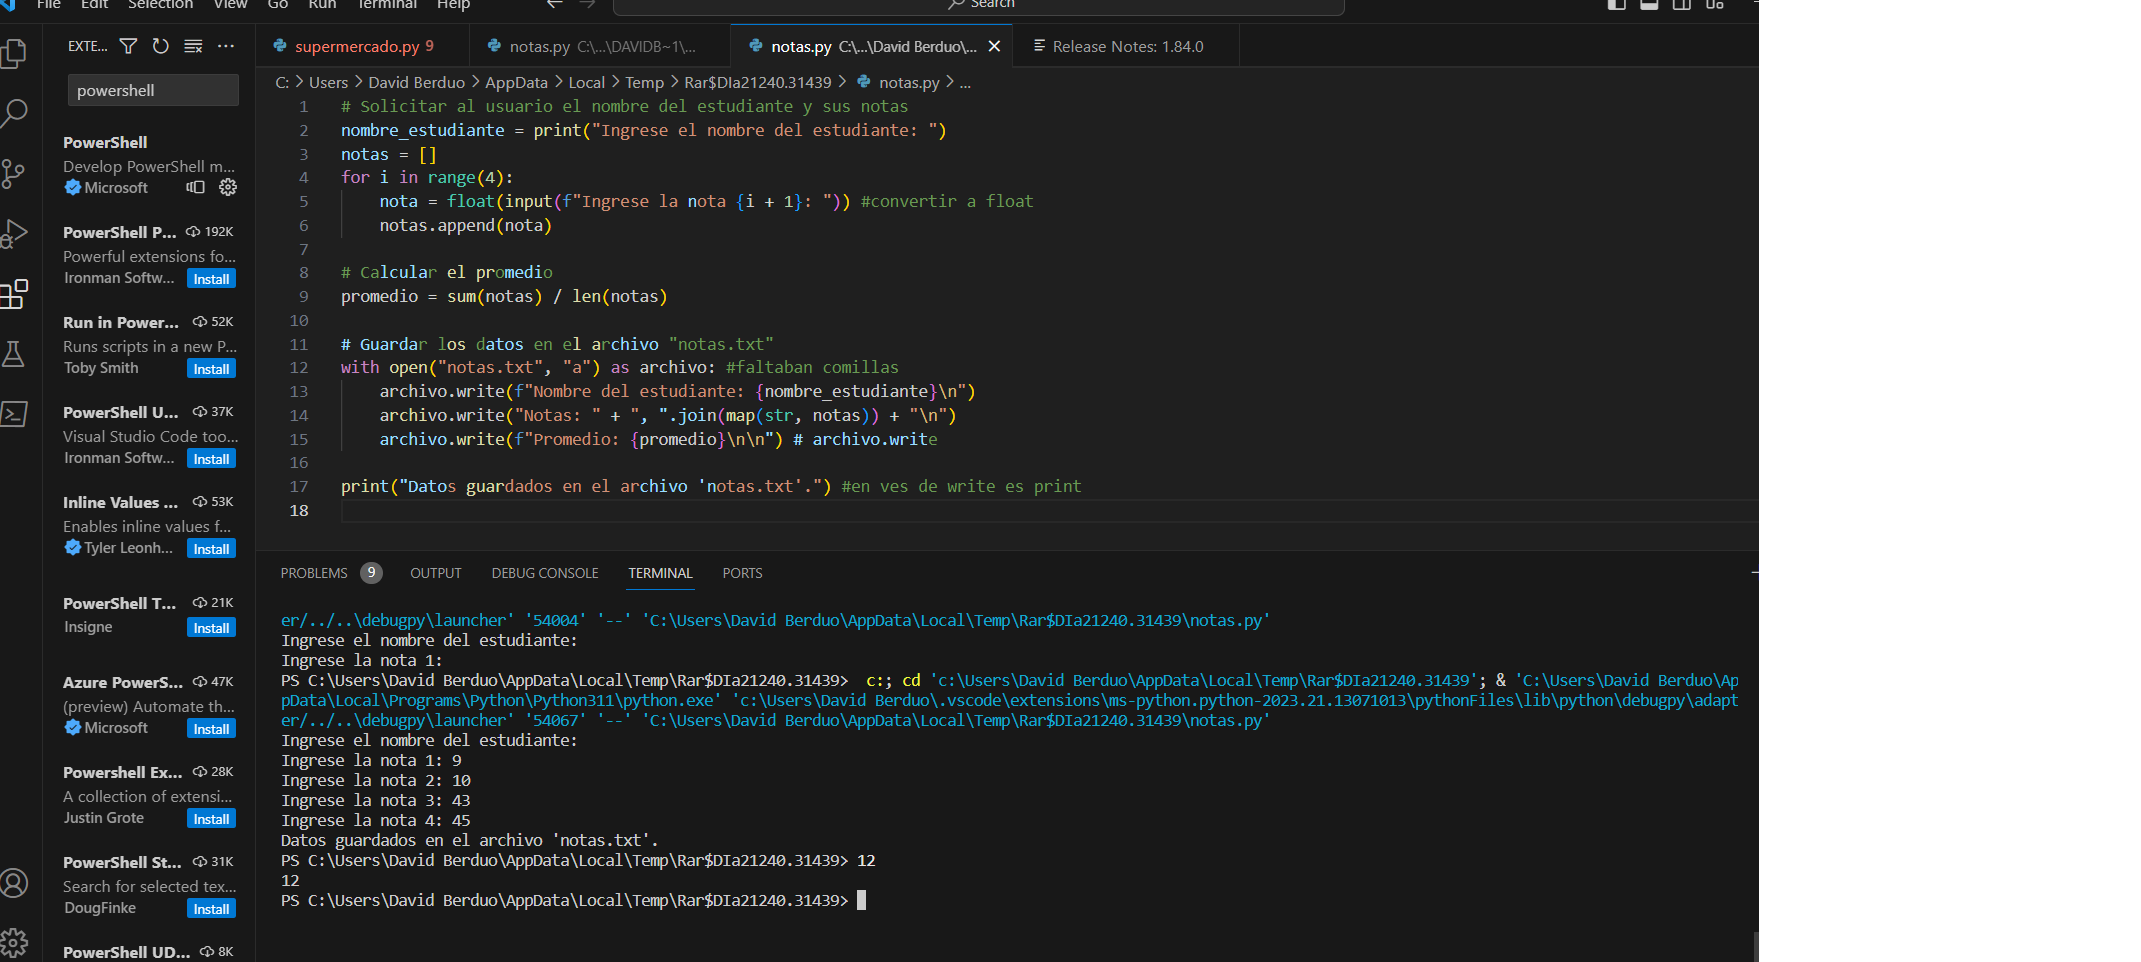 File Edit Selection View Go Run Terminal Help
Search
EXTE...
powershell
PowerShell
Develop PowerShell m...
Microsoft
PowerShell P... 192K
Powerful extensions fo...
Ironman Softw... Install
Run in Power... 52K
Runs scripts in a new P...
Toby Smith Install
PowerShell U... 37K
Visual Studio Code too...
Ironman Softw... Install
Inline Values ... 53K
Enables inline values f...
Tyler Leonh... Install
PowerShell T... 21K
Insigne Install
Azure PowerS... 47K
(preview) Automate th...
Microsoft Install
Powershell Ex... 28K
A collection of extensi...
Justin Grote Install
PowerShell St... 31K
Search for selected tex...
DougFinke Install
PowerShell UD... 8K
supermercado.py 9
notas.py C:\...\DAVIDB~1\...
notas.py C:\...\David Berduo\...
Release Notes: 1.84.0
C: > Users > David Berduo > AppData > Local > Temp > Rar$DIa21240.31439 > notas.py > ...
1 # Solicitar al usuario el nombre del estudiante y sus notas
2 nombre_estudiante = print("Ingrese el nombre del estudiante: ")
3 notas = []
4 for i in range(4):
5     nota = float(input(f"Ingrese la nota {i + 1}: ")) #convertir a float
6     notas.append(nota)
7
8 # Calcular el promedio
9 promedio = sum(notas) / len(notas)
10
11 # Guardar los datos en el archivo "notas.txt"
12 with open("notas.txt", "a") as archivo: #faltaban comillas
13     archivo.write(f"Nombre del estudiante: {nombre_estudiante}\n")
14     archivo.write("Notas: " + ", ".join(map(str, notas)) + "\n")
15     archivo.write(f"Promedio: {promedio}\n\n") # archivo.write
16
17 print("Datos guardados en el archivo 'notas.txt'.") #en ves de write es print
18
PROBLEMS 9 OUTPUT DEBUG CONSOLE TERMINAL PORTS
er/../..\debugpy\launcher' '54004' '--' 'C:\Users\David Berduo\AppData\Local\Temp\Rar$DIa21240.31439\notas.py'
Ingrese el nombre del estudiante:
Ingrese la nota 1:
PS C:\Users\David Berduo\AppData\Local\Temp\Rar$DIa21240.31439>  c:; cd 'c:\Users\David Berduo\AppData\Local\Temp\Rar$DIa21240.31439'; & 'C:\Users\David Berduo\Ap
pData\Local\Programs\Python\Python311\python.exe' 'c:\Users\David Berduo\.vscode\extensions\ms-python.python-2023.21.13071013\pythonFiles\lib\python\debugpy\adapt
er/../..\debugpy\launcher' '54067' '--' 'C:\Users\David Berduo\AppData\Local\Temp\Rar$DIa21240.31439\notas.py'
Ingrese el nombre del estudiante:
Ingrese la nota 1: 9
Ingrese la nota 2: 10
Ingrese la nota 3: 43
Ingrese la nota 4: 45
Datos guardados en el archivo 'notas.txt'.
PS C:\Users\David Berduo\AppData\Local\Temp\Rar$DIa21240.31439> 12
12
PS C:\Users\David Berduo\AppData\Local\Temp\Rar$DIa21240.31439>